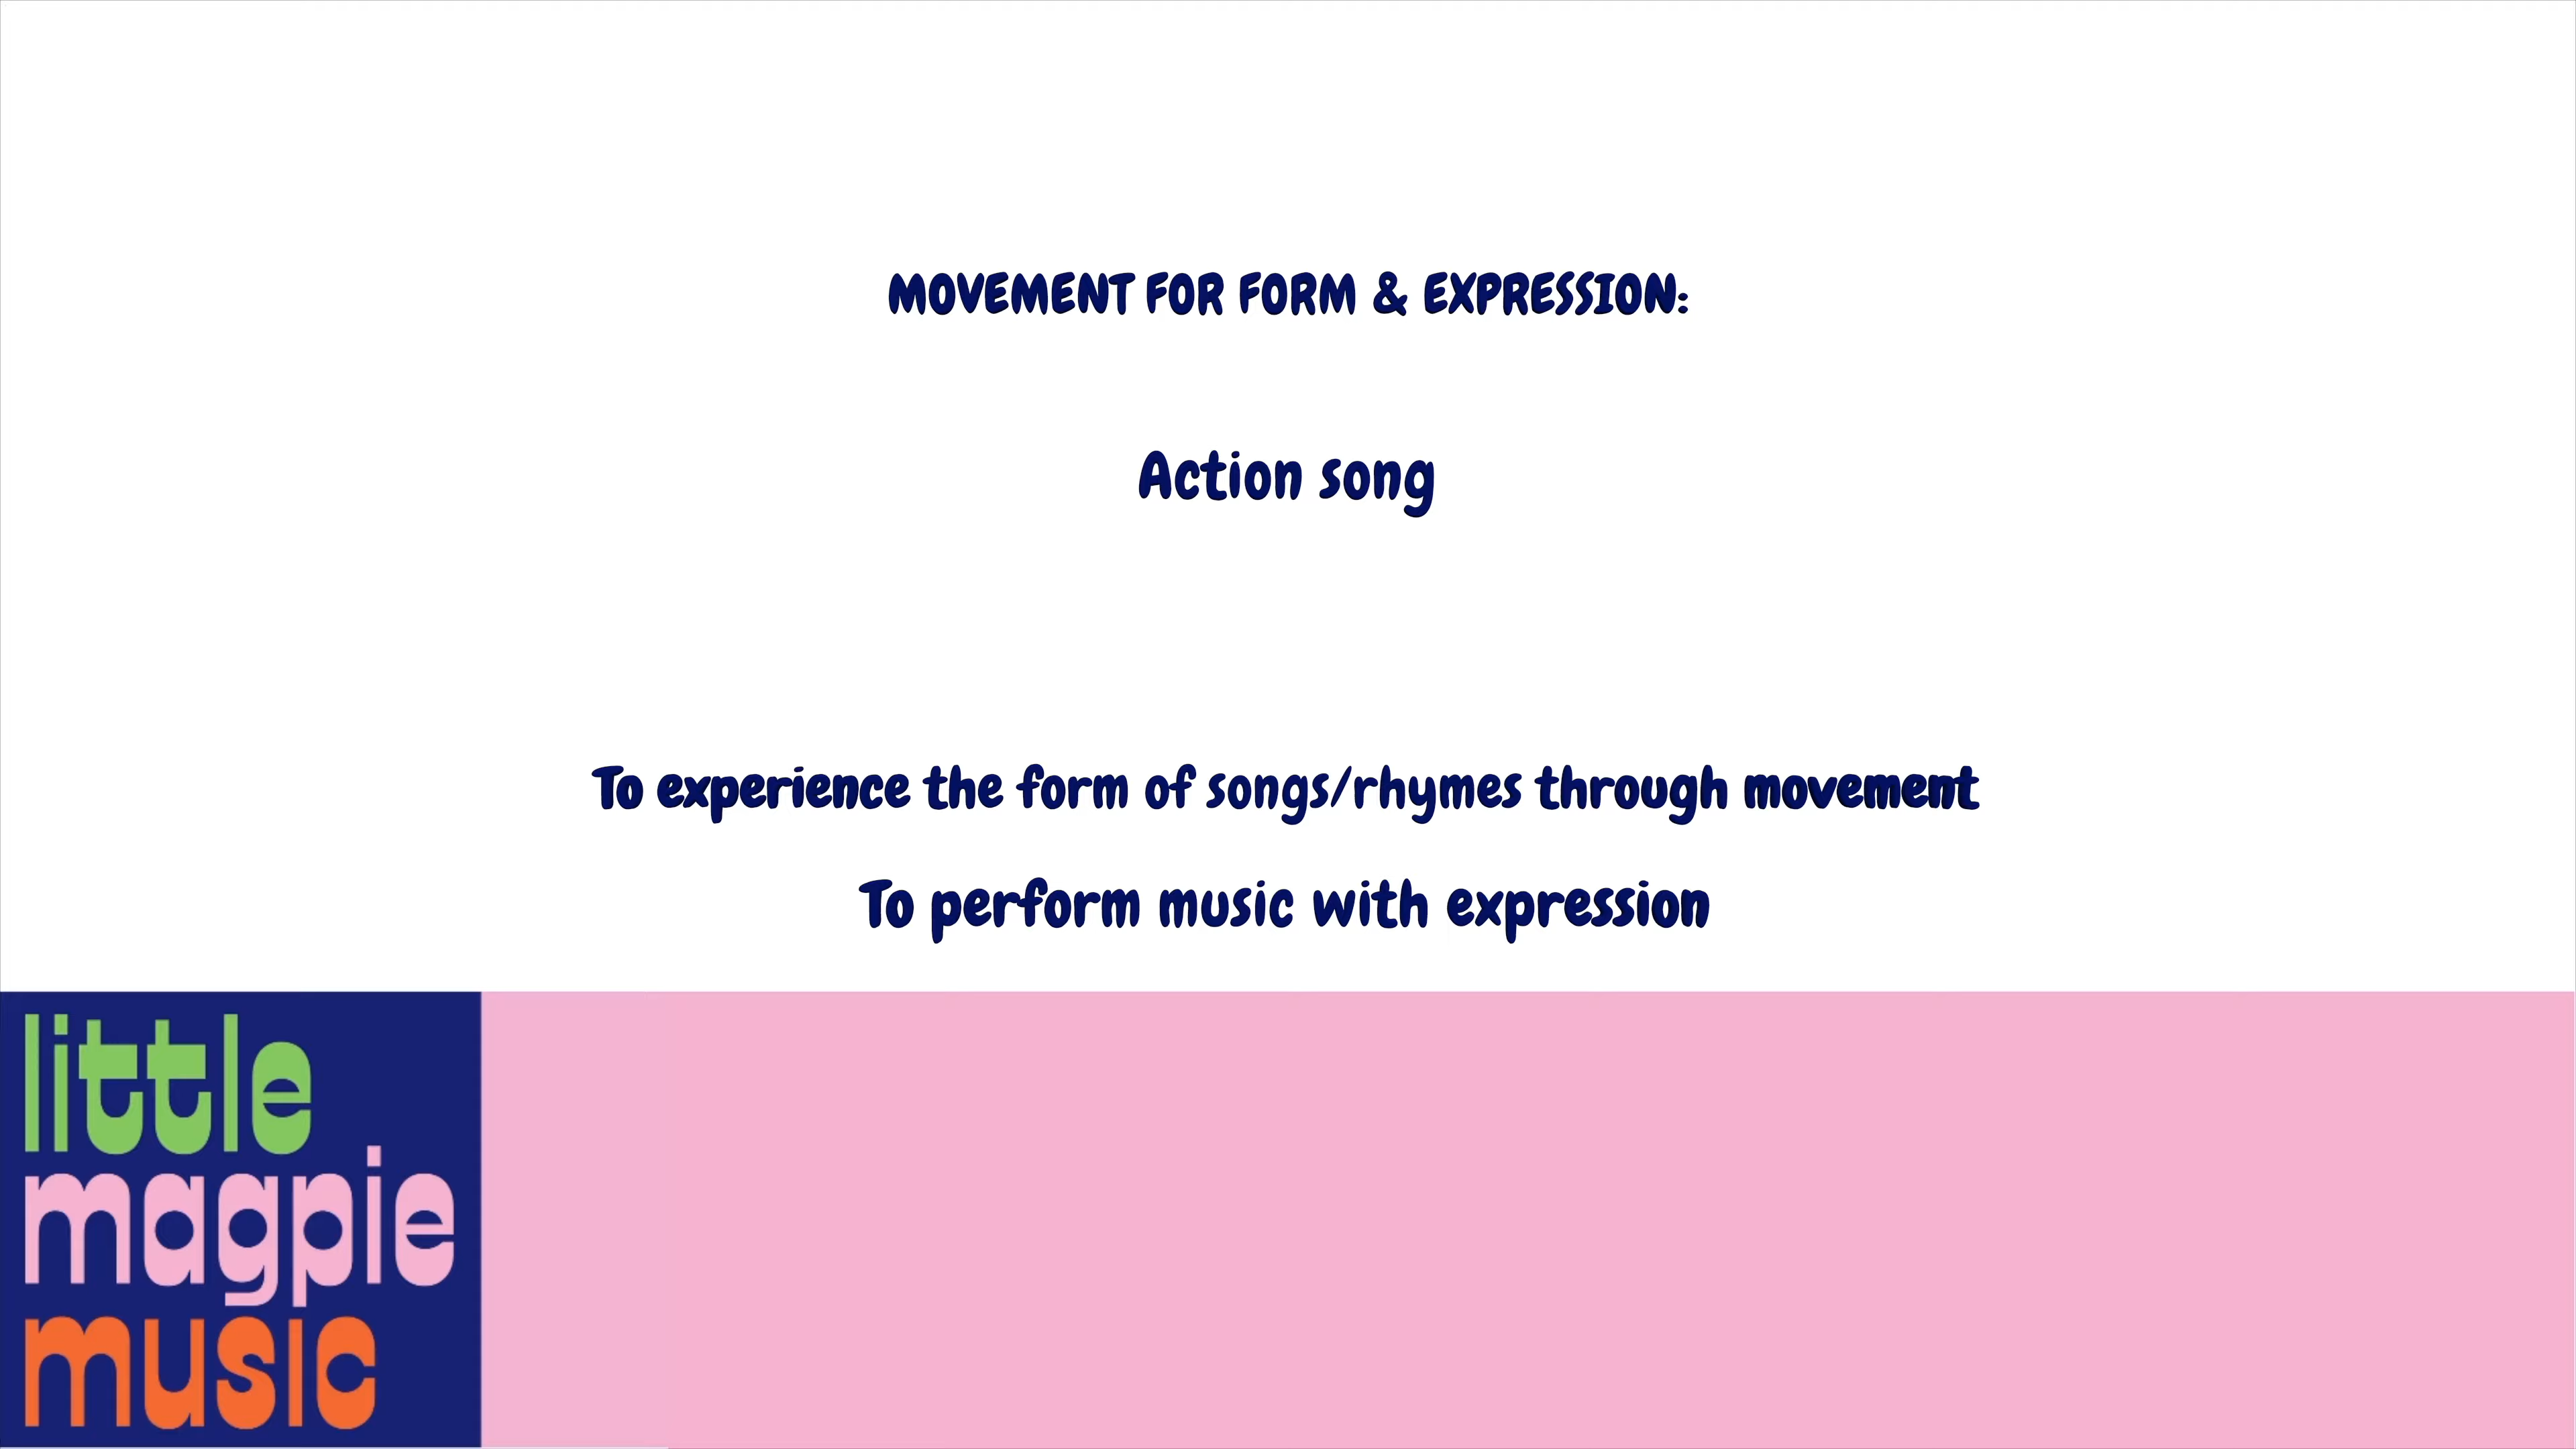 MOVEMENT FOR FORM & EXPRESSION:
Action song
To experience the form of songs/rhymes through movement
To perform music with expression
little
magpie
music